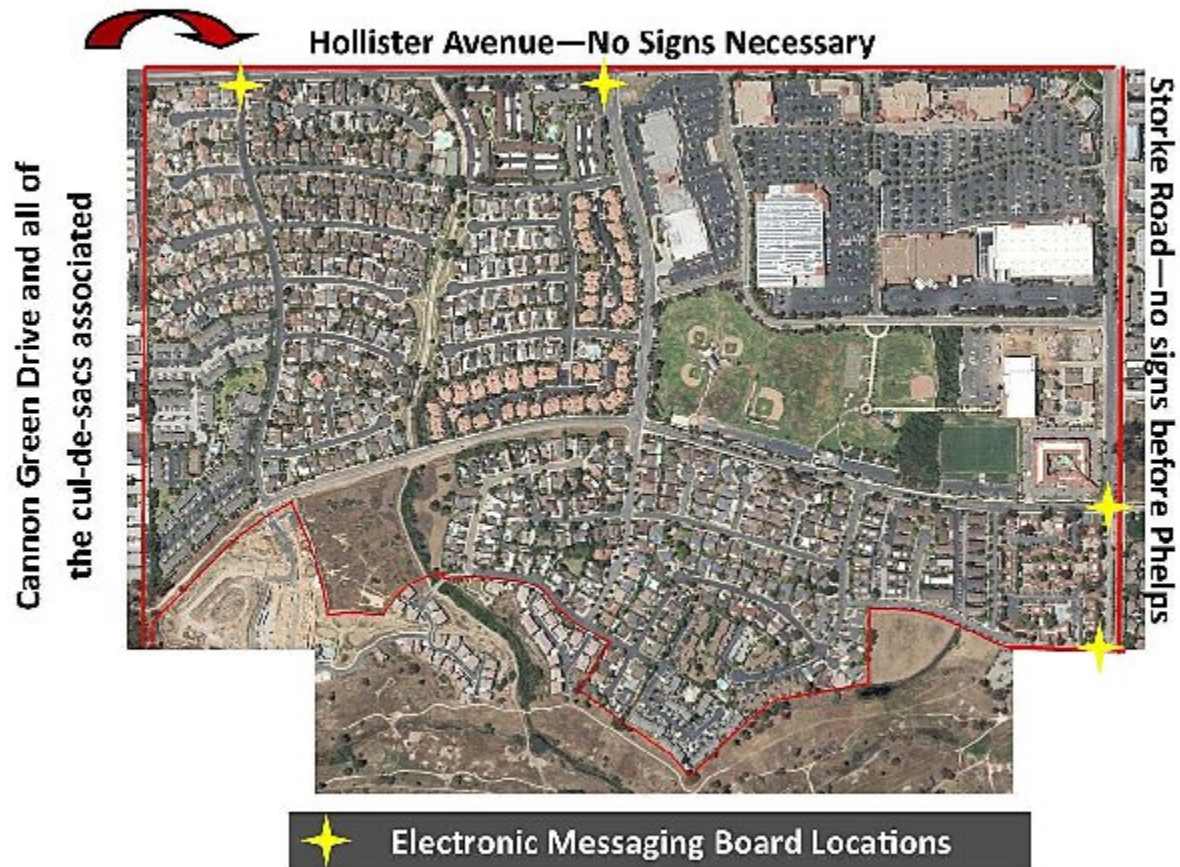 Hollister Avenue—No Signs Necessary
Cannon Green Drive and all of
the cul-de-sacs associated
Storke Road—no signs before Phelps
Electronic Messaging Board Locations